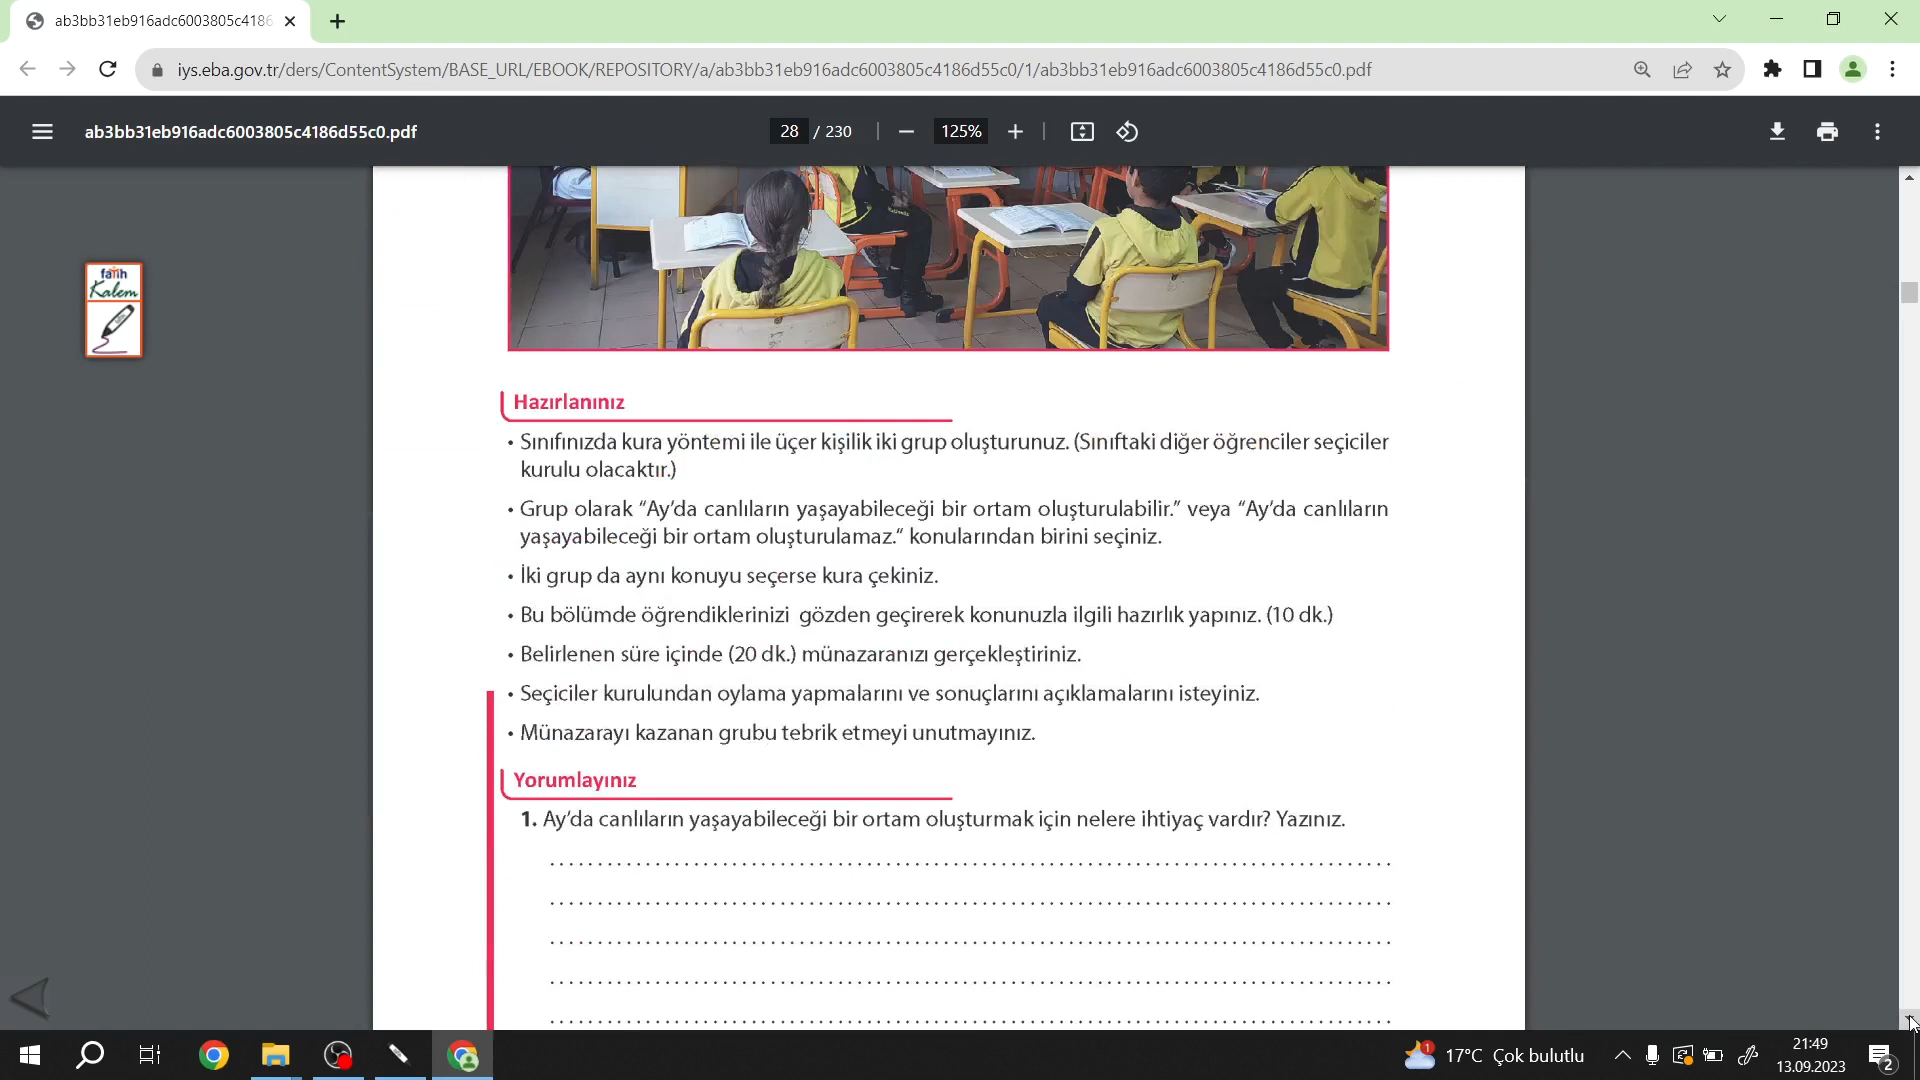 ab3bb31eb916adc6003805c4186
iys.eba.gov.tr/ders/ContentSystem/BASE_URL/EBOOK/REPOSITORY/a/ab3bb31eb916adc6003805c4186d55c0/1/ab3bb31eb916adc6003805c4186d55c0.pdf
ab3bb31eb916adc6003805c4186d55c0.pdf
28 / 230
125%
fatih
Kalem
Hazırlanınız
• Sınıfınızda kura yöntemi ile üçer kişilik iki grup oluşturunuz. (Sınıftaki diğer öğrenciler seçiciler
kurulu olacaktır.)
• Grup olarak “Ay’da canlıların yaşayabileceği bir ortam oluşturulabilir.” veya “Ay’da canlıların
yaşayabileceği bir ortam oluşturulamaz.“ konularından birini seçiniz.
• İki grup da aynı konuyu seçerse kura çekiniz.
• Bu bölümde öğrendiklerinizi gözden geçirerek konunuzla ilgili hazırlık yapınız. (10 dk.)
• Belirlenen süre içinde (20 dk.) münazaranızı gerçekleştiriniz.
• Seçiciler kurulundan oylama yapmalarını ve sonuçlarını açıklamalarını isteyiniz.
• Münazarayı kazanan grubu tebrik etmeyi unutmayınız.
Yorumlayınız
1. Ay’da canlıların yaşayabileceği bir ortam oluşturmak için nelere ihtiyaç vardır? Yazınız.
1
17°C Çok bulutlu
21:49
13.09.2023
2